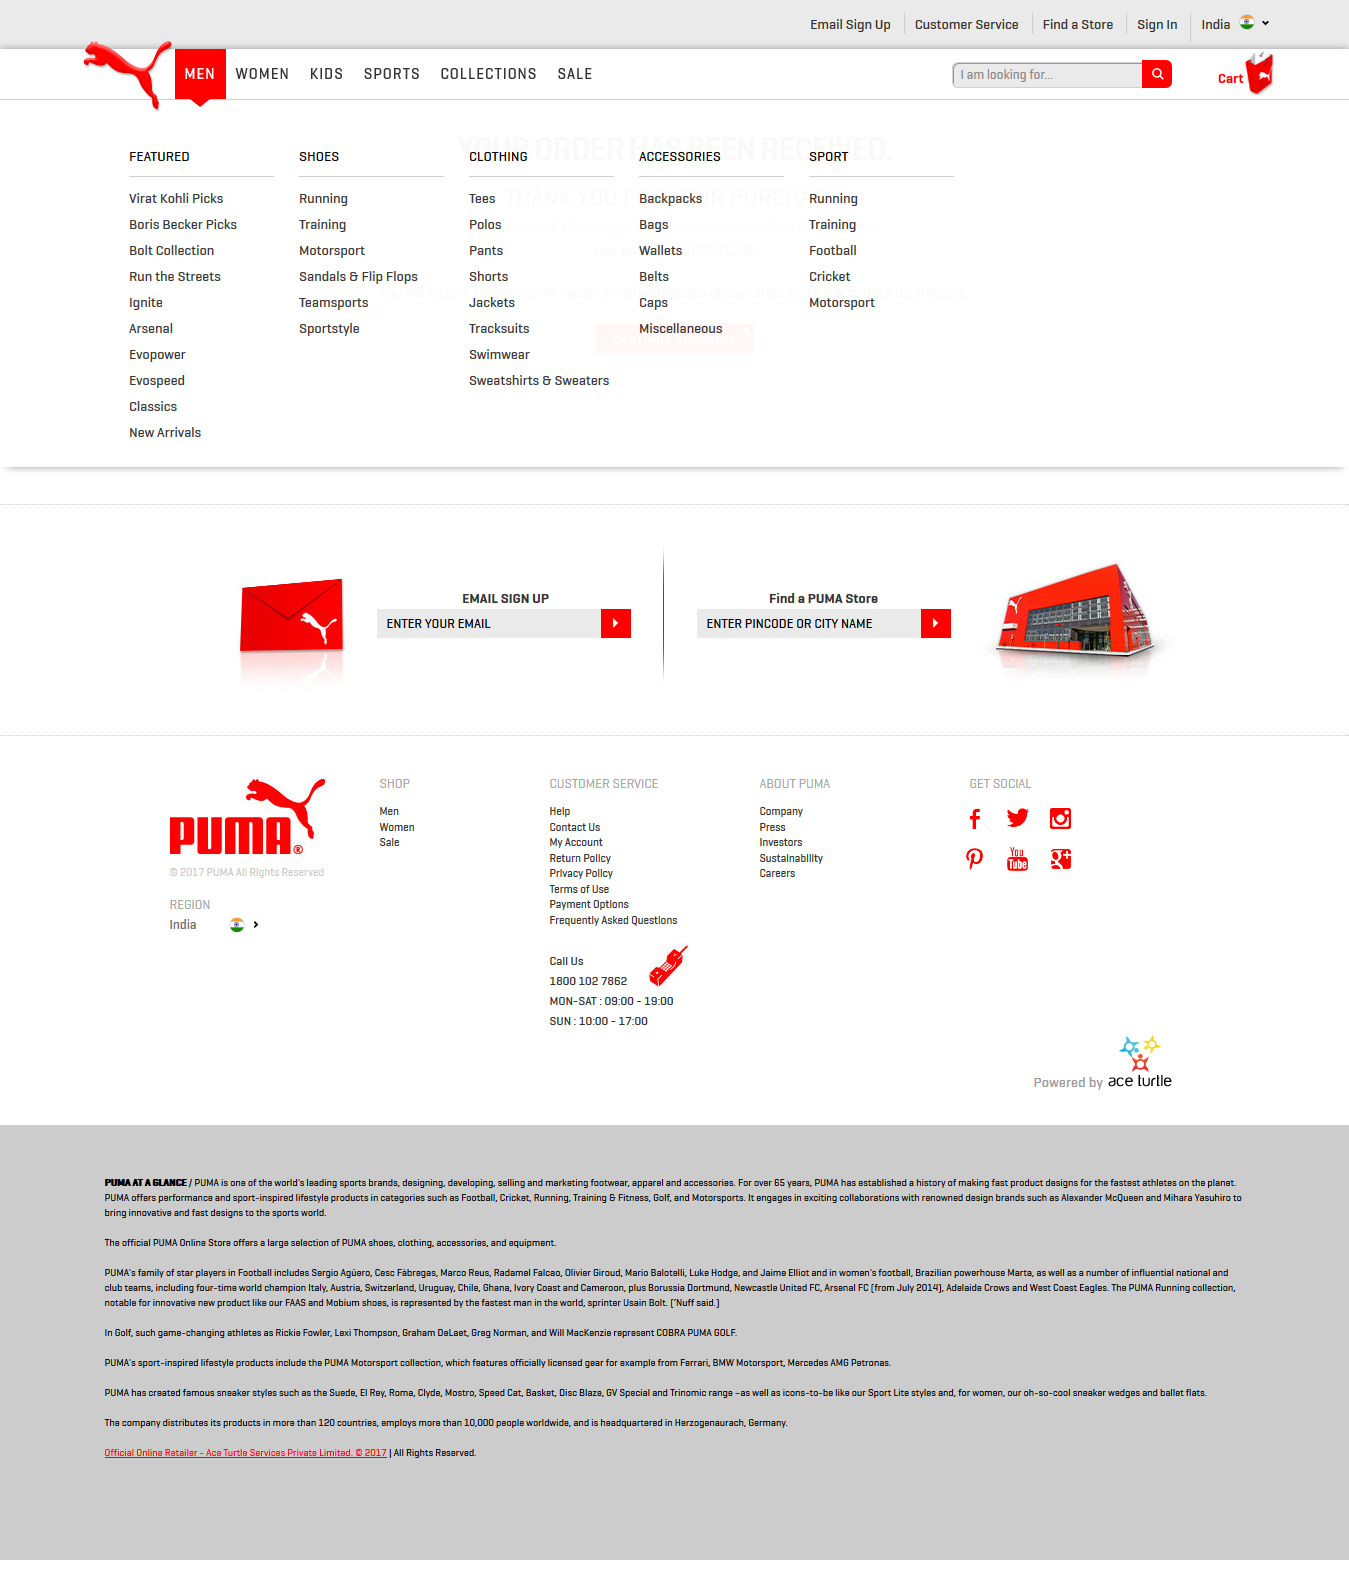 Email Sign Up Customer Service Find a Store Sign In India
MEN WOMEN KIDS SPORTS COLLECTIONS SALE
I am looking for...
Cart
YOUR ORDER HAS BEEN RECEIVED.
THANK YOU FOR YOUR PURCHASE
FEATURED
Virat Kohli Picks
Boris Becker Picks
Bolt Collection
Run the Streets
Ignite
Arsenal
Evopower
Evospeed
Classics
New Arrivals
SHOES
Running
Training
Motorsport
Sandals & Flip Flops
Teamsports
Sportstyle
CLOTHING
Tees
Polos
Pants
Shorts
Jackets
Tracksuits
Swimwear
Sweatshirts & Sweaters
ACCESSORIES
Backpacks
Bags
Wallets
Belts
Caps
Miscellaneous
SPORT
Running
Training
Football
Cricket
Motorsport
CONTINUE SHOPPING
EMAIL SIGN UP
ENTER YOUR EMAIL
Find a PUMA Store
ENTER PINCODE OR CITY NAME
PUMA®
© 2017 PUMA All Rights Reserved
REGION
India
SHOP
Men
Women
Sale
CUSTOMER SERVICE
Help
Contact Us
My Account
Return Policy
Privacy Policy
Terms of Use
Payment Options
Frequently Asked Questions
Call Us
1800 102 7862
MON-SAT : 09:00 - 19:00
SUN : 10:00 - 17:00
ABOUT PUMA
Company
Press
Investors
Sustainability
Careers
GET SOCIAL
You Tube
Powered by ace turtle
PUMA AT A GLANCE / PUMA is one of the world's leading sports brands, designing, developing, selling and marketing footwear, apparel and accessories. For over 65 years, PUMA has established a history of making fast product designs for the fastest athletes on the planet.
PUMA offers performance and sport-inspired lifestyle products in categories such as Football, Cricket, Running, Training & Fitness, Golf, and Motorsports. It engages in exciting collaborations with renowned design brands such as Alexander McQueen and Mihara Yasuhiro to
bring innovative and fast designs to the sports world.
The official PUMA Online Store offers a large selection of PUMA shoes, clothing, accessories, and equipment.
PUMA's family of star players in Football includes Sergio Agüero, Cesc Fàbregas, Marco Reus, Radamel Falcao, Olivier Giroud, Mario Balotelli, Luke Hodge, and Jaime Elliot and in women's football, Brazilian powerhouse Marta, as well as a number of influential national and
club teams, including four-time world champion Italy, Austria, Switzerland, Uruguay, Chile, Ghana, Ivory Coast and Cameroon, plus Borussia Dortmund, Newcastle United FC, Arsenal FC (from July 2014), Adelaide Crows and West Coast Eagles. The PUMA Running collection,
notable for innovative new product like our FAAS and Mobium shoes, is represented by the fastest man in the world, sprinter Usain Bolt. ('Nuff said.)
In Golf, such game-changing athletes as Rickie Fowler, Lexi Thompson, Graham DeLaet, Greg Norman, and Will MacKenzie represent COBRA PUMA GOLF.
PUMA's sport-inspired lifestyle products include the PUMA Motorsport collection, which features officially licensed gear for example from Ferrari, BMW Motorsport, Mercedes AMG Petronas.
PUMA has created famous sneaker styles such as the Suede, El Rey, Roma, Clyde, Mostro, Speed Cat, Basket, Disc Blaze, GV Special and Trinomic range –as well as icons-to-be like our Sport Lite styles and, for women, our oh-so-cool sneaker wedges and ballet flats.
The company distributes its products in more than 120 countries, employs more than 10,000 people worldwide, and is headquartered in Herzogenaurach, Germany.
Official Online Retailer - Ace Turtle Services Private Limited. © 2017 | All Rights Reserved.